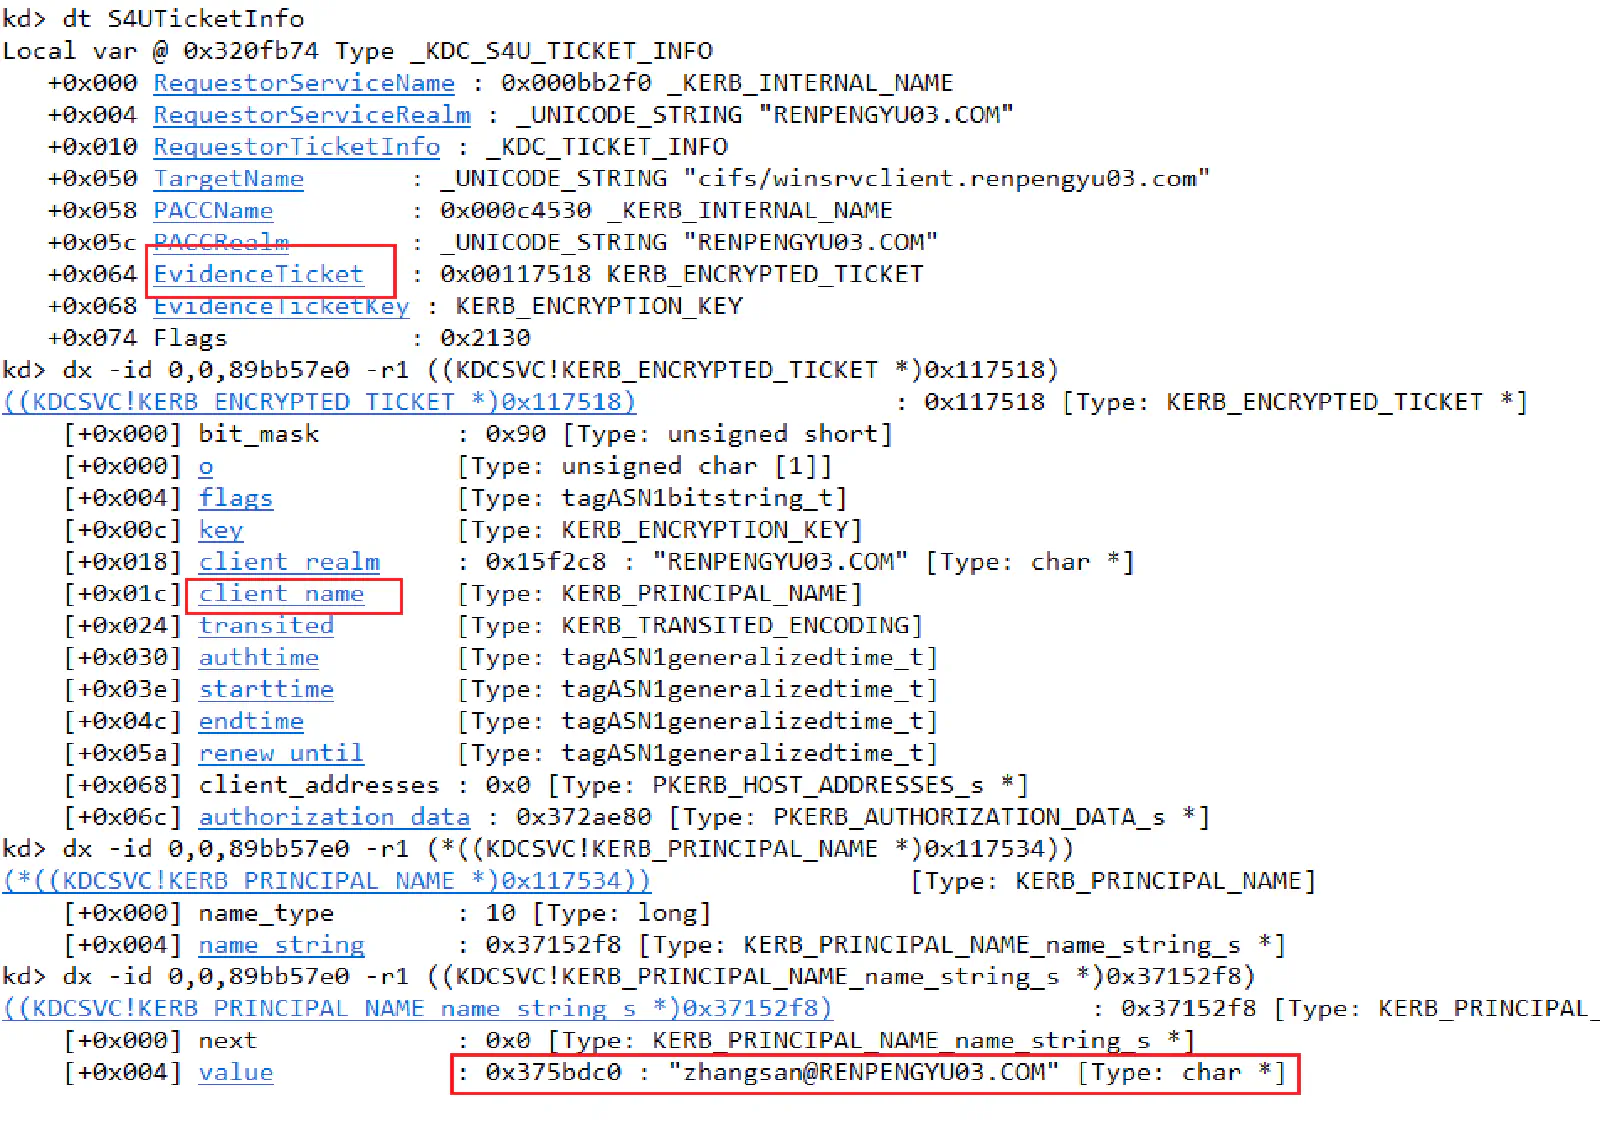 kd> dt S4UTicketInfo
Local var @ 0x320fb74 Type _KDC_S4U_TICKET_INFO
   +0x000 RequestorServiceName : 0x000bb2f0 _KERB_INTERNAL_NAME
   +0x004 RequestorServiceRealm : _UNICODE_STRING "RENPENGYU03.COM"
   +0x010 RequestorTicketInfo : _KDC_TICKET_INFO
   +0x050 TargetName       : _UNICODE_STRING "cifs/winsrvclient.renpengyu03.com"
   +0x058 PACCName         : 0x000c4530 _KERB_INTERNAL_NAME
   +0x05c PACCRealm        : _UNICODE_STRING "RENPENGYU03.COM"
   +0x064 EvidenceTicket   : 0x00117518 KERB_ENCRYPTED_TICKET
   +0x068 EvidenceTicketKey : KERB_ENCRYPTION_KEY
   +0x074 Flags            : 0x2130
kd> dx -id 0,0,89bb57e0 -r1 ((KDCSVC!KERB_ENCRYPTED_TICKET *)0x117518)
((KDCSVC!KERB_ENCRYPTED_TICKET *)0x117518)                 : 0x117518 [Type: KERB_ENCRYPTED_TICKET *]
    [+0x000] bit_mask         : 0x90 [Type: unsigned short]
    [+0x000] o                [Type: unsigned char [1]]
    [+0x004] flags            [Type: tagASN1bitstring_t]
    [+0x00c] key              [Type: KERB_ENCRYPTION_KEY]
    [+0x018] client_realm     : 0x15f2c8 : "RENPENGYU03.COM" [Type: char *]
    [+0x01c] client_name      [Type: KERB_PRINCIPAL_NAME]
    [+0x024] transited        [Type: KERB_TRANSITED_ENCODING]
    [+0x030] authtime         [Type: tagASN1generalizedtime_t]
    [+0x03e] starttime        [Type: tagASN1generalizedtime_t]
    [+0x04c] endtime          [Type: tagASN1generalizedtime_t]
    [+0x05a] renew_until      [Type: tagASN1generalizedtime_t]
    [+0x068] client_addresses : 0x0 [Type: PKERB_HOST_ADDRESSES_s *]
    [+0x06c] authorization_data : 0x372ae80 [Type: PKERB_AUTHORIZATION_DATA_s *]
kd> dx -id 0,0,89bb57e0 -r1 (*((KDCSVC!KERB_PRINCIPAL_NAME *)0x117534))
(*((KDCSVC!KERB_PRINCIPAL_NAME *)0x117534))                 [Type: KERB_PRINCIPAL_NAME]
    [+0x000] name_type        : 10 [Type: long]
    [+0x004] name_string      : 0x37152f8 [Type: KERB_PRINCIPAL_NAME_name_string_s *]
kd> dx -id 0,0,89bb57e0 -r1 ((KDCSVC!KERB_PRINCIPAL_NAME_name_string_s *)0x37152f8)
((KDCSVC!KERB_PRINCIPAL_NAME_name_string_s *)0x37152f8)                 : 0x37152f8 [Type: KERB_PRINCIPAL_
    [+0x000] next             : 0x0 [Type: KERB_PRINCIPAL_NAME_name_string_s *]
    [+0x004] value            : 0x375bdc0 : "zhangsan@RENPENGYU03.COM" [Type: char *]